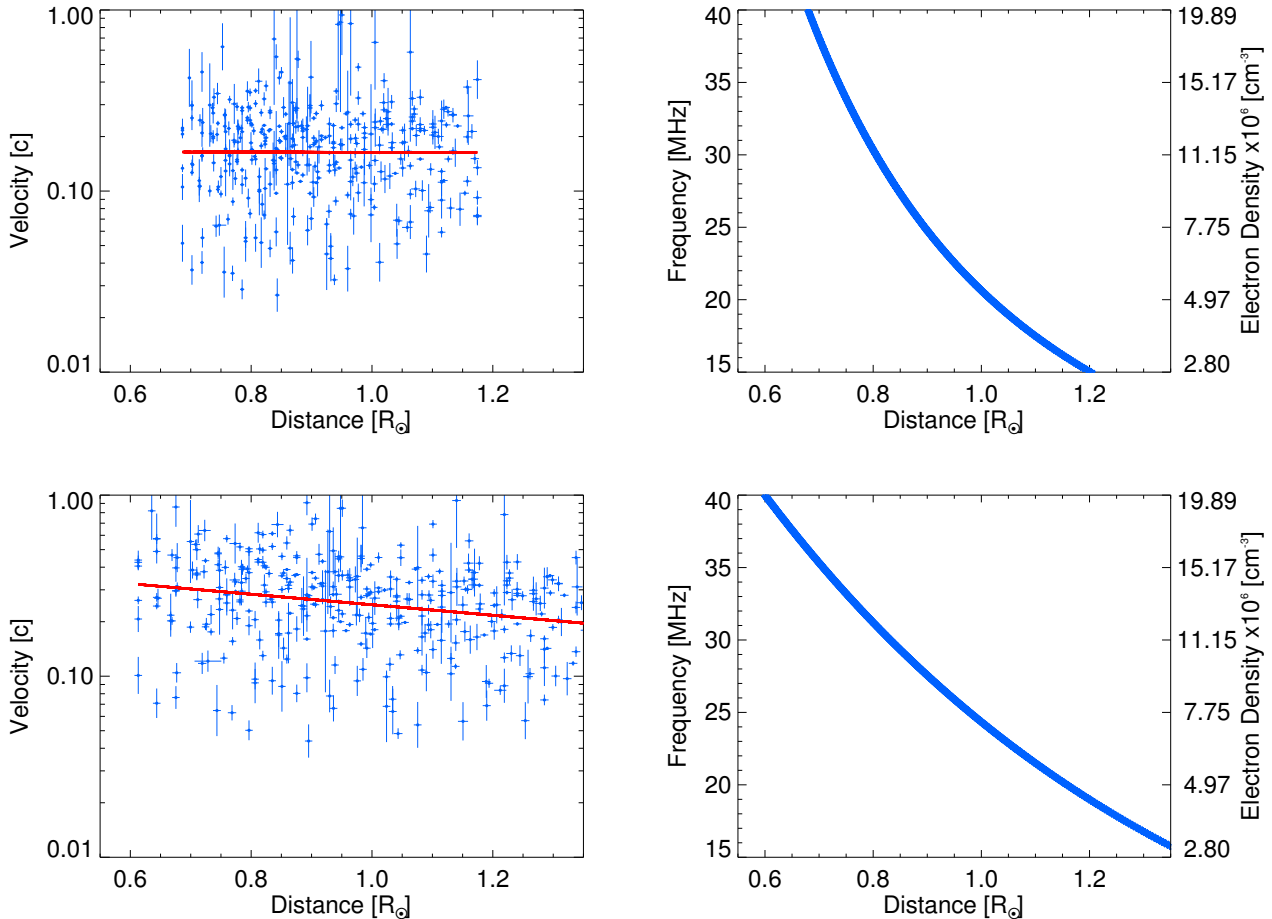 1.00
0.10
0.01
Velocity [c]
0.6 0.8 1.0 1.2
Distance [R⊙]
40
35
30
25
20
15
Frequency [MHz]
19.89
15.17
11.15
7.75
4.97
2.80
Electron Density x10⁶ [cm⁻³]
0.6 0.8 1.0 1.2
Distance [R⊙]
1.00
0.10
0.01
Velocity [c]
0.6 0.8 1.0 1.2
Distance [R⊙]
40
35
30
25
20
15
Frequency [MHz]
19.89
15.17
11.15
7.75
4.97
2.80
Electron Density x10⁶ [cm⁻³]
0.6 0.8 1.0 1.2
Distance [R⊙]